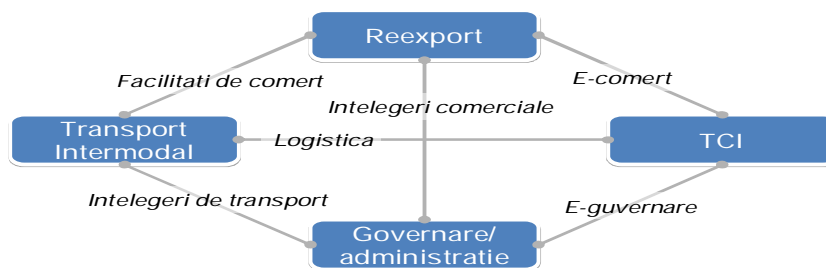 Reexport
Facilitati de comert
E-comert
Intelegeri comerciale
Transport
Intermodal
Logistica
TCI
Intelegeri de transport
E-guvernare
Governare/
administratie